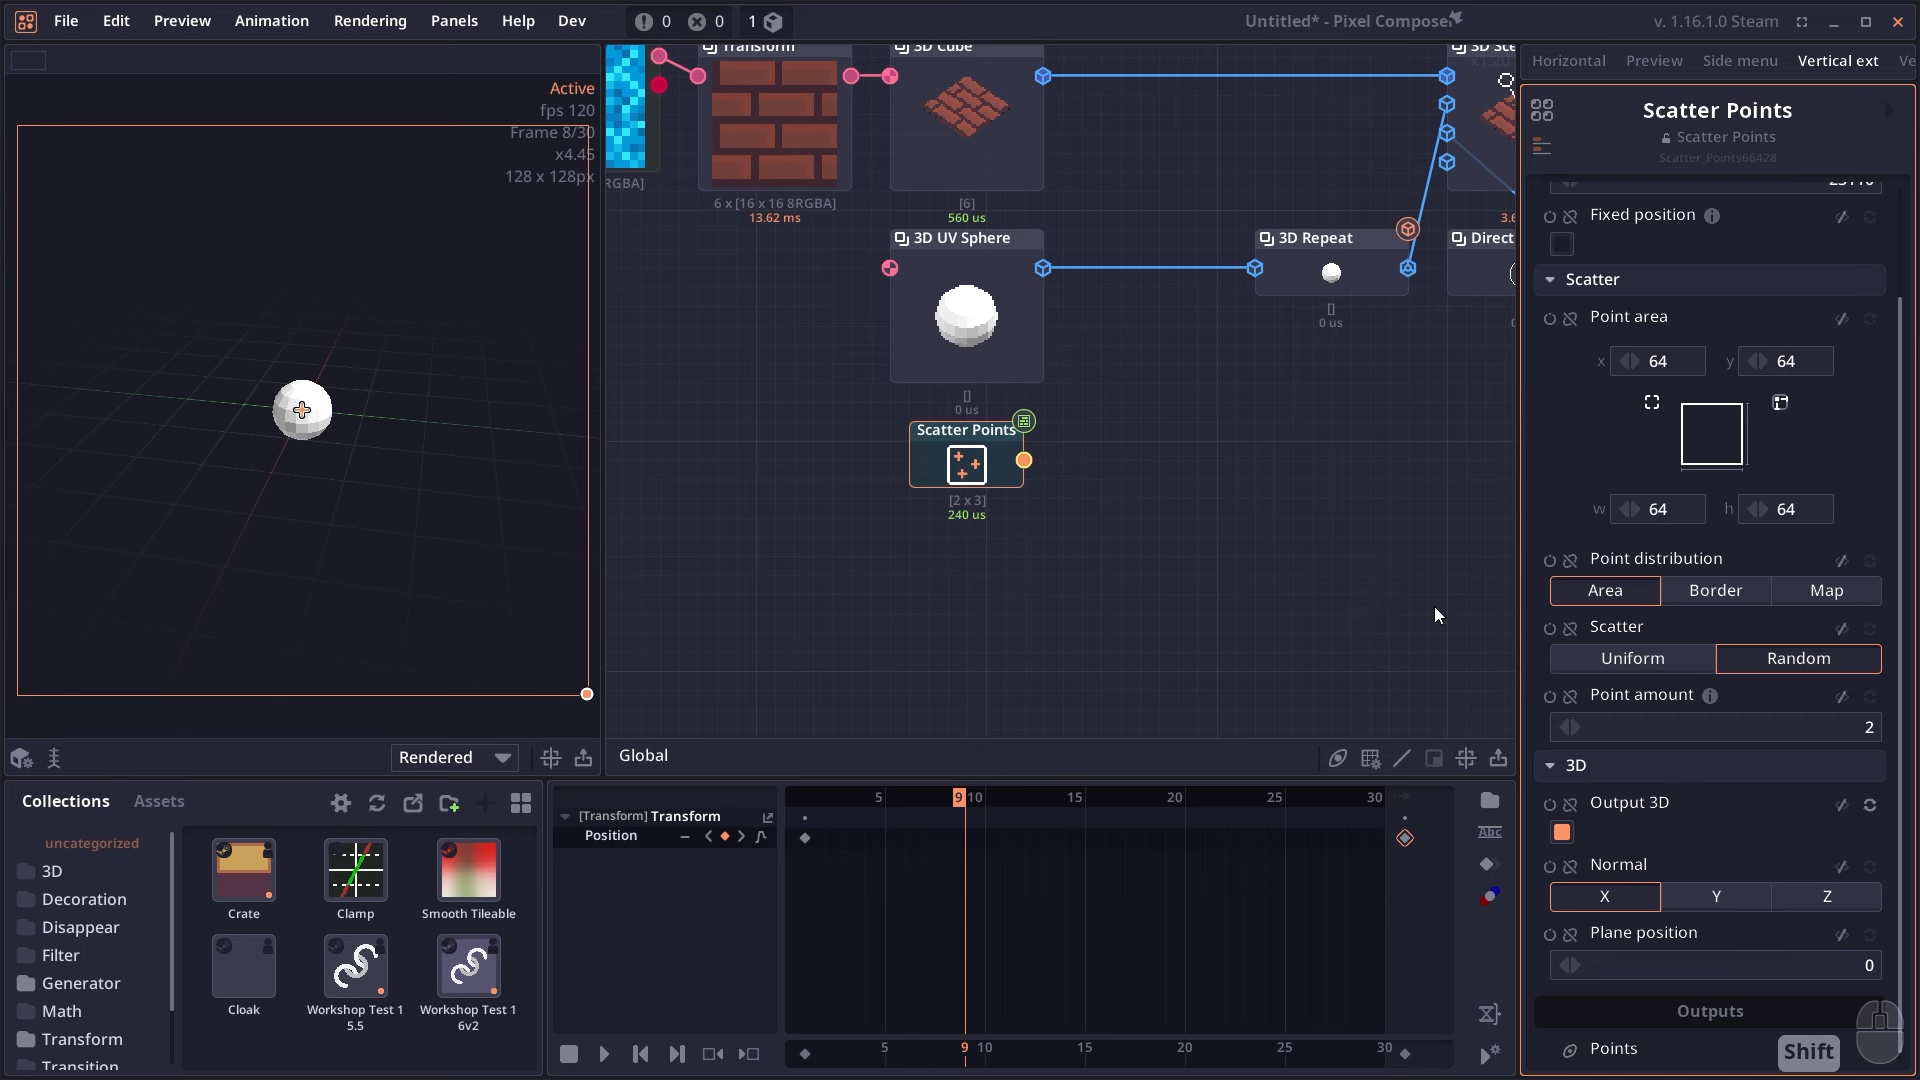 File Edit Preview Animation Rendering Panels Help Dev
0 0 1
Untitled* - Pixel Composer
v. 1.16.1.0 Steam
Active
fps 120
Frame 8/30
x4.45
128 x 128px
Rendered
RGBA]
Transform
6 x [16 x 16 8RGBA]
13.62 ms
3D Cube
[6]
560 us
3D Sce
x1.20
3.6
3D UV Sphere
[]
0 us
3D Repeat
[]
0 us
Direct
Scatter Points
[2 x 3]
240 us
Global
Horizontal Preview Side menu Vertical ext Ve
Scatter Points
Scatter Points
Scatter_Points66428
Fixed position
Scatter
Point area
x 64 y 64
w 64 h 64
Point distribution
Area Border Map
Scatter
Uniform Random
Point amount
2
3D
Output 3D
Normal
X Y Z
Plane position
0
Outputs
Points
Shift
Collections Assets
uncategorized
3D
Decoration
Disappear
Filter
Generator
Math
Transform
Transition
Crate Clamp Smooth Tileable
Cloak Workshop Test 1 5.5 Workshop Test 1 6v2
[Transform] Transform
Position
5 9 10 15 20 25 30
Abc
5 9 10 15 20 25 30